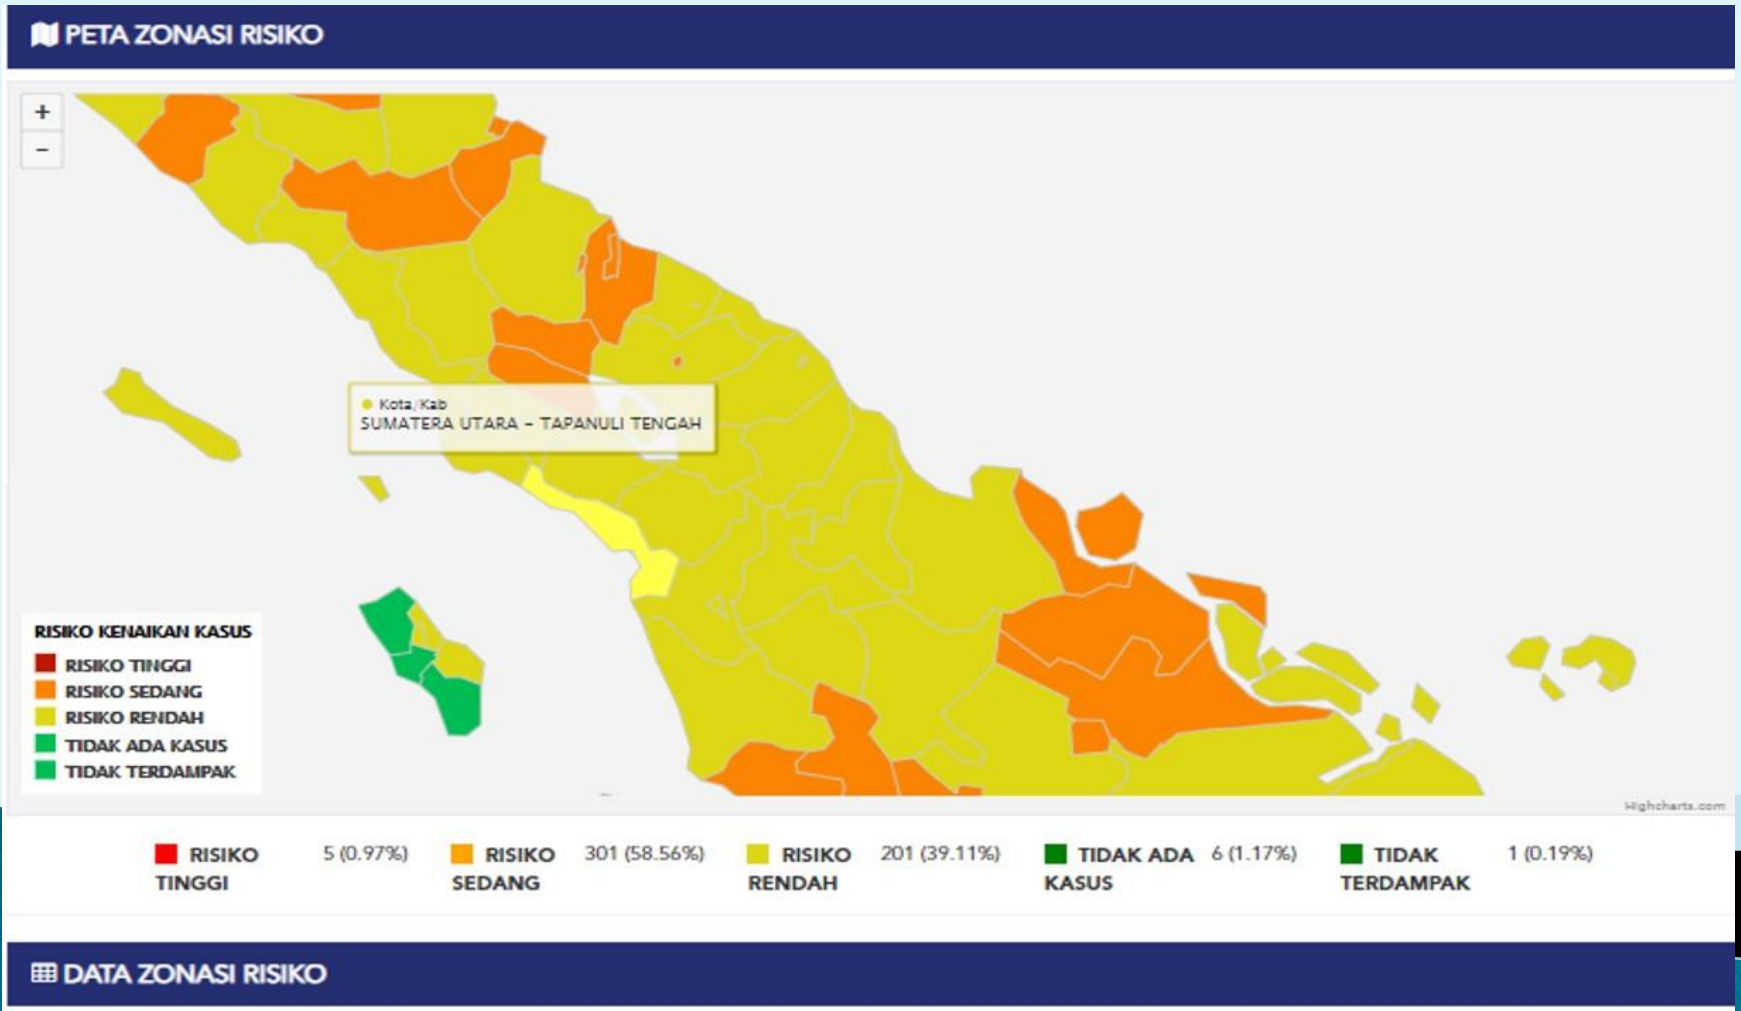 PETA ZONASI RISIKO
+
−
Kota/Kab
SUMATERA UTARA - TAPANULI TENGAH
RISIKO KENAIKAN KASUS
RISIKO TINGGI
RISIKO SEDANG
RISIKO RENDAH
TIDAK ADA KASUS
TIDAK TERDAMPAK
Highcharts.com
RISIKO TINGGI 5 (0.97%)
RISIKO SEDANG 301 (58.56%)
RISIKO RENDAH 201 (39.11%)
TIDAK ADA KASUS 6 (1.17%)
TIDAK TERDAMPAK 1 (0.19%)
DATA ZONASI RISIKO